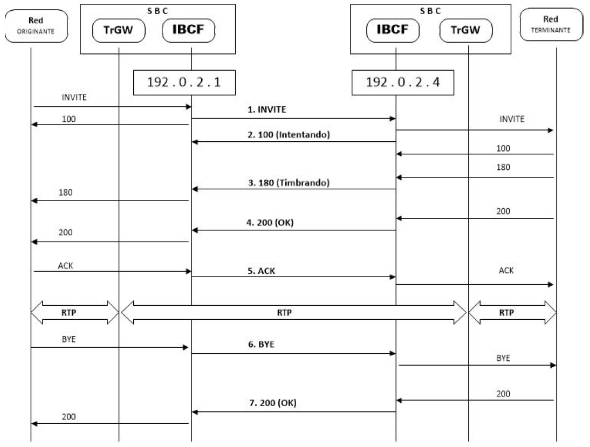 Red
ORIGINANTE
S B C
TrGW
IBCF
S B C
IBCF
TrGW
Red
TERMINANTE
192.0.2.1
192.0.2.4
INVITE
1. INVITE
INVITE
100
2. 100 (Intentando)
100
180
3. 180 (Timbrando)
180
200
4. 200 (OK)
200
ACK
5. ACK
ACK
RTP
RTP
RTP
BYE
6. BYE
BYE
200
7. 200 (OK)
200